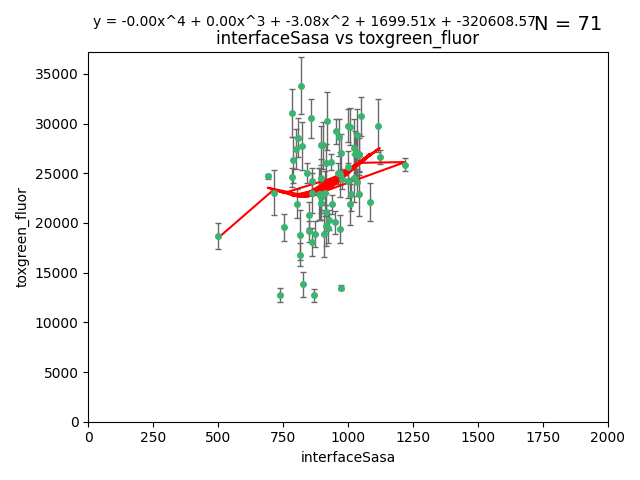 y = -0.00x^4 + 0.00x^3 + -3.08x^2 + 1699.51x + -320608.57
N = 71
interfaceSasa vs toxgreen_fluor
35000
30000
25000
20000
15000
10000
5000
0
toxgreen_fluor
0 250 500 750 1000 1250 1500 1750 2000
interfaceSasa